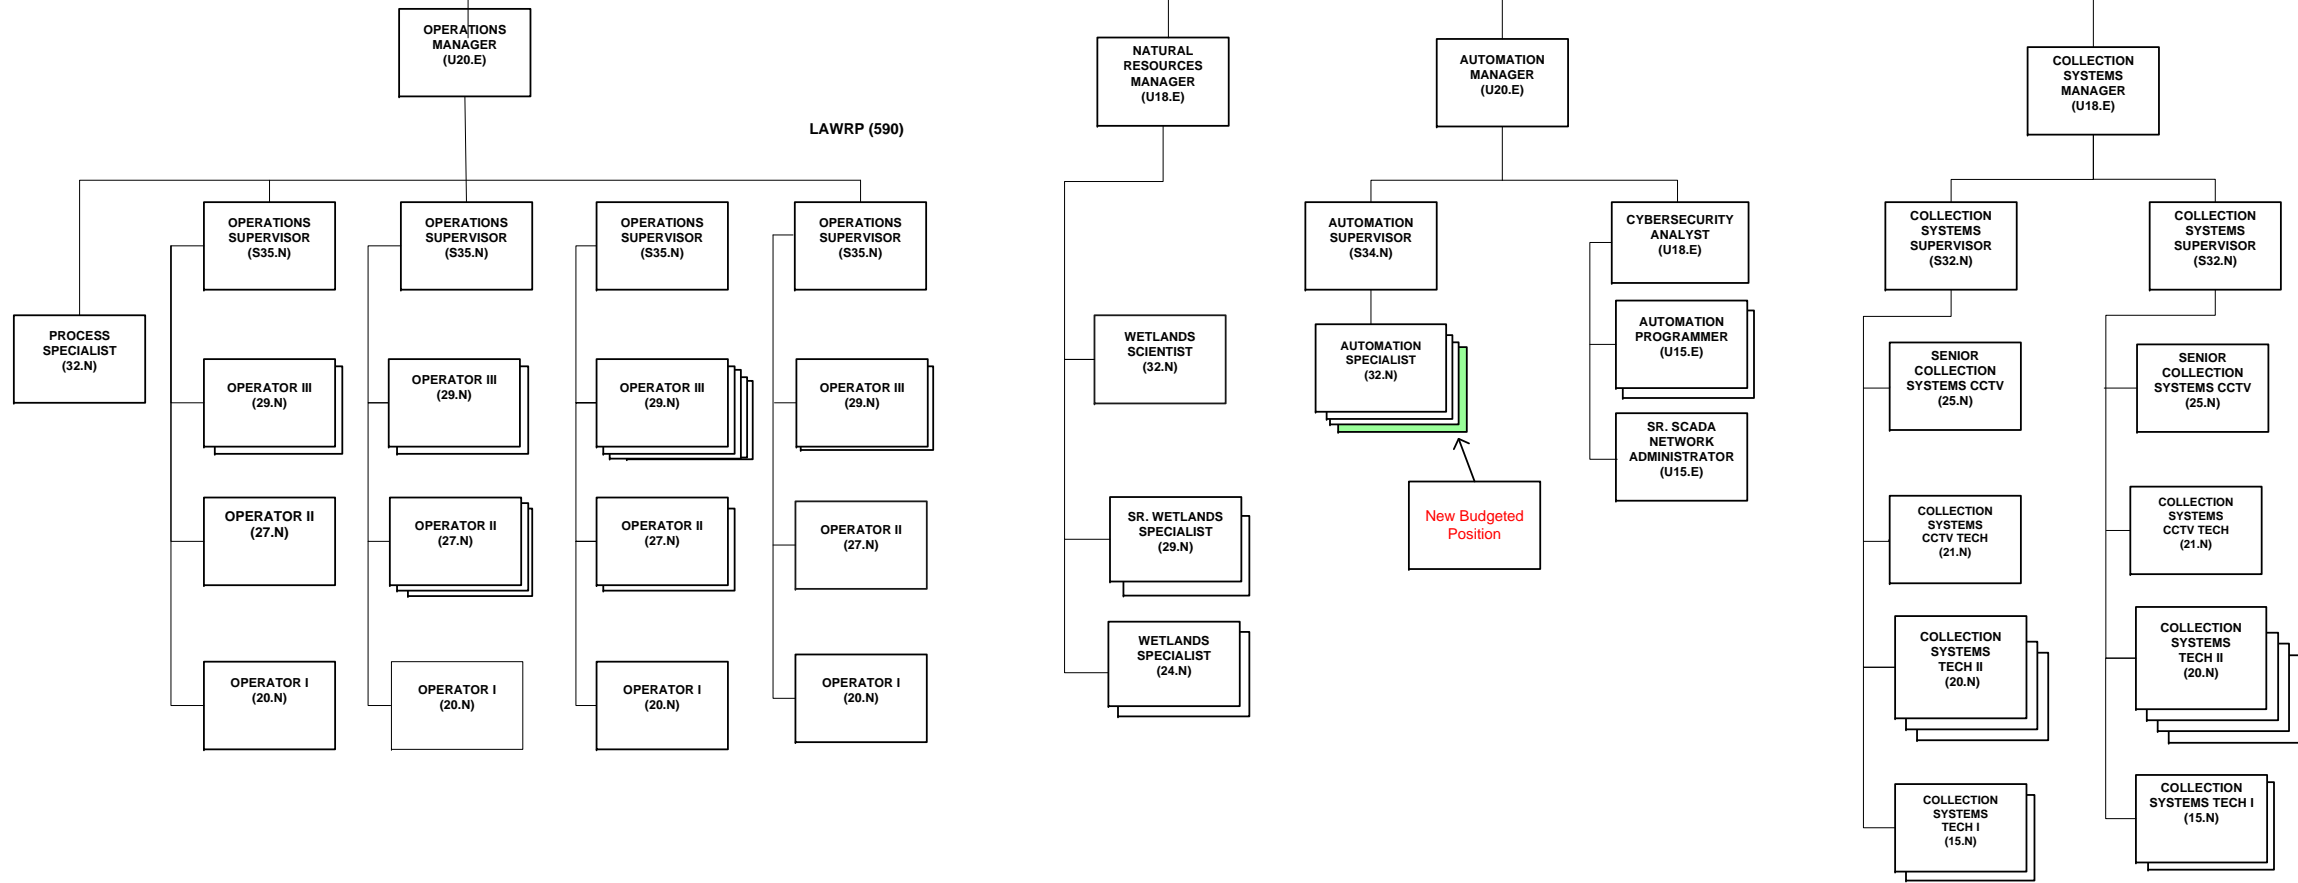 OPERATIONS
MANAGER
(U20.E)
LAWRP (590)
PROCESS
SPECIALIST
(32.N)
OPERATIONS
SUPERVISOR
(S35.N)
OPERATOR III
(29.N)
OPERATOR II
(27.N)
OPERATOR I
(20.N)
OPERATIONS
SUPERVISOR
(S35.N)
OPERATOR III
(29.N)
OPERATOR II
(27.N)
OPERATOR I
(20.N)
OPERATIONS
SUPERVISOR
(S35.N)
OPERATOR III
(29.N)
OPERATOR II
(27.N)
OPERATOR I
(20.N)
OPERATIONS
SUPERVISOR
(S35.N)
OPERATOR III
(29.N)
OPERATOR II
(27.N)
OPERATOR I
(20.N)
NATURAL
RESOURCES
MANAGER
(U18.E)
WETLANDS
SCIENTIST
(32.N)
SR. WETLANDS
SPECIALIST
(29.N)
WETLANDS
SPECIALIST
(24.N)
AUTOMATION
MANAGER
(U20.E)
AUTOMATION
SUPERVISOR
(S34.N)
AUTOMATION
SPECIALIST
(32.N)
New Budgeted
Position
CYBERSECURITY
ANALYST
(U18.E)
AUTOMATION
PROGRAMMER
(U15.E)
SR. SCADA
NETWORK
ADMINISTRATOR
(U15.E)
COLLECTION
SYSTEMS
MANAGER
(U18.E)
COLLECTION
SYSTEMS
SUPERVISOR
(S32.N)
SENIOR
COLLECTION
SYSTEMS CCTV
(25.N)
COLLECTION
SYSTEMS
CCTV TECH
(21.N)
COLLECTION
SYSTEMS
TECH II
(20.N)
COLLECTION
SYSTEMS
TECH I
(15.N)
COLLECTION
SYSTEMS
SUPERVISOR
(S32.N)
SENIOR
COLLECTION
SYSTEMS CCTV
(25.N)
COLLECTION
SYSTEMS
CCTV TECH
(21.N)
COLLECTION
SYSTEMS
TECH II
(20.N)
COLLECTION
SYSTEMS TECH I
(15.N)